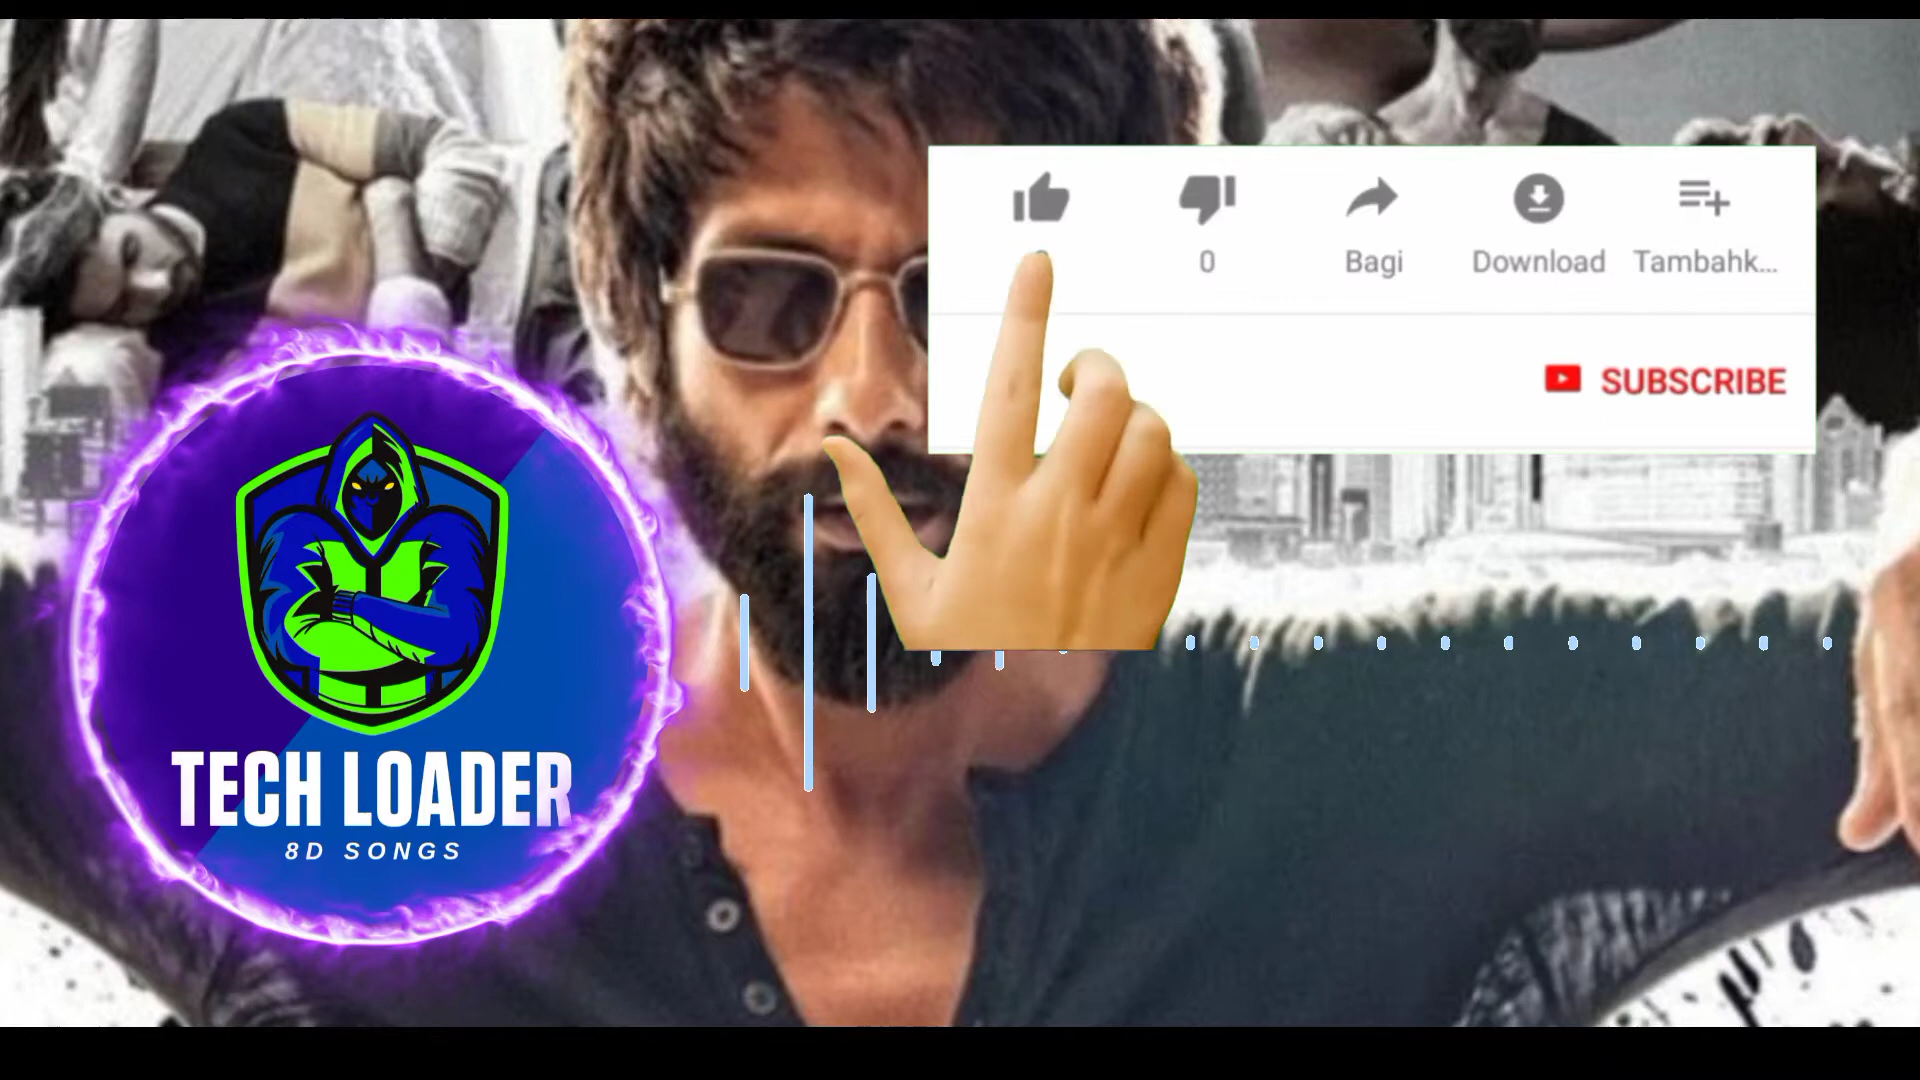 0
Bagi
Download
Tambahk...
SUBSCRIBE
TECH LOADER
8D SONGS